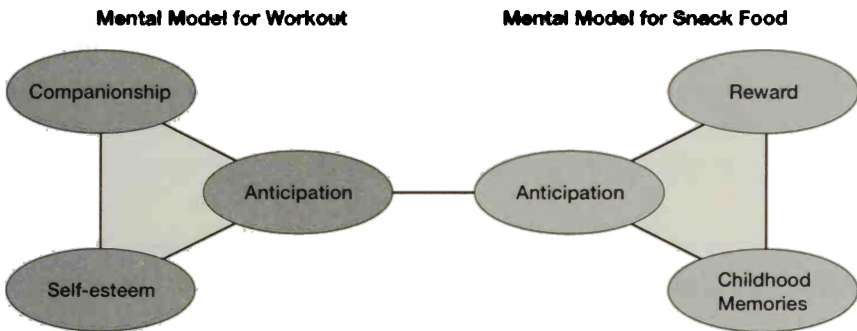 Mental Model for Workout
Mental Model for Snack Food
Companionship
Reward
Anticipation
Anticipation
Self-esteem
Childhood
Memories